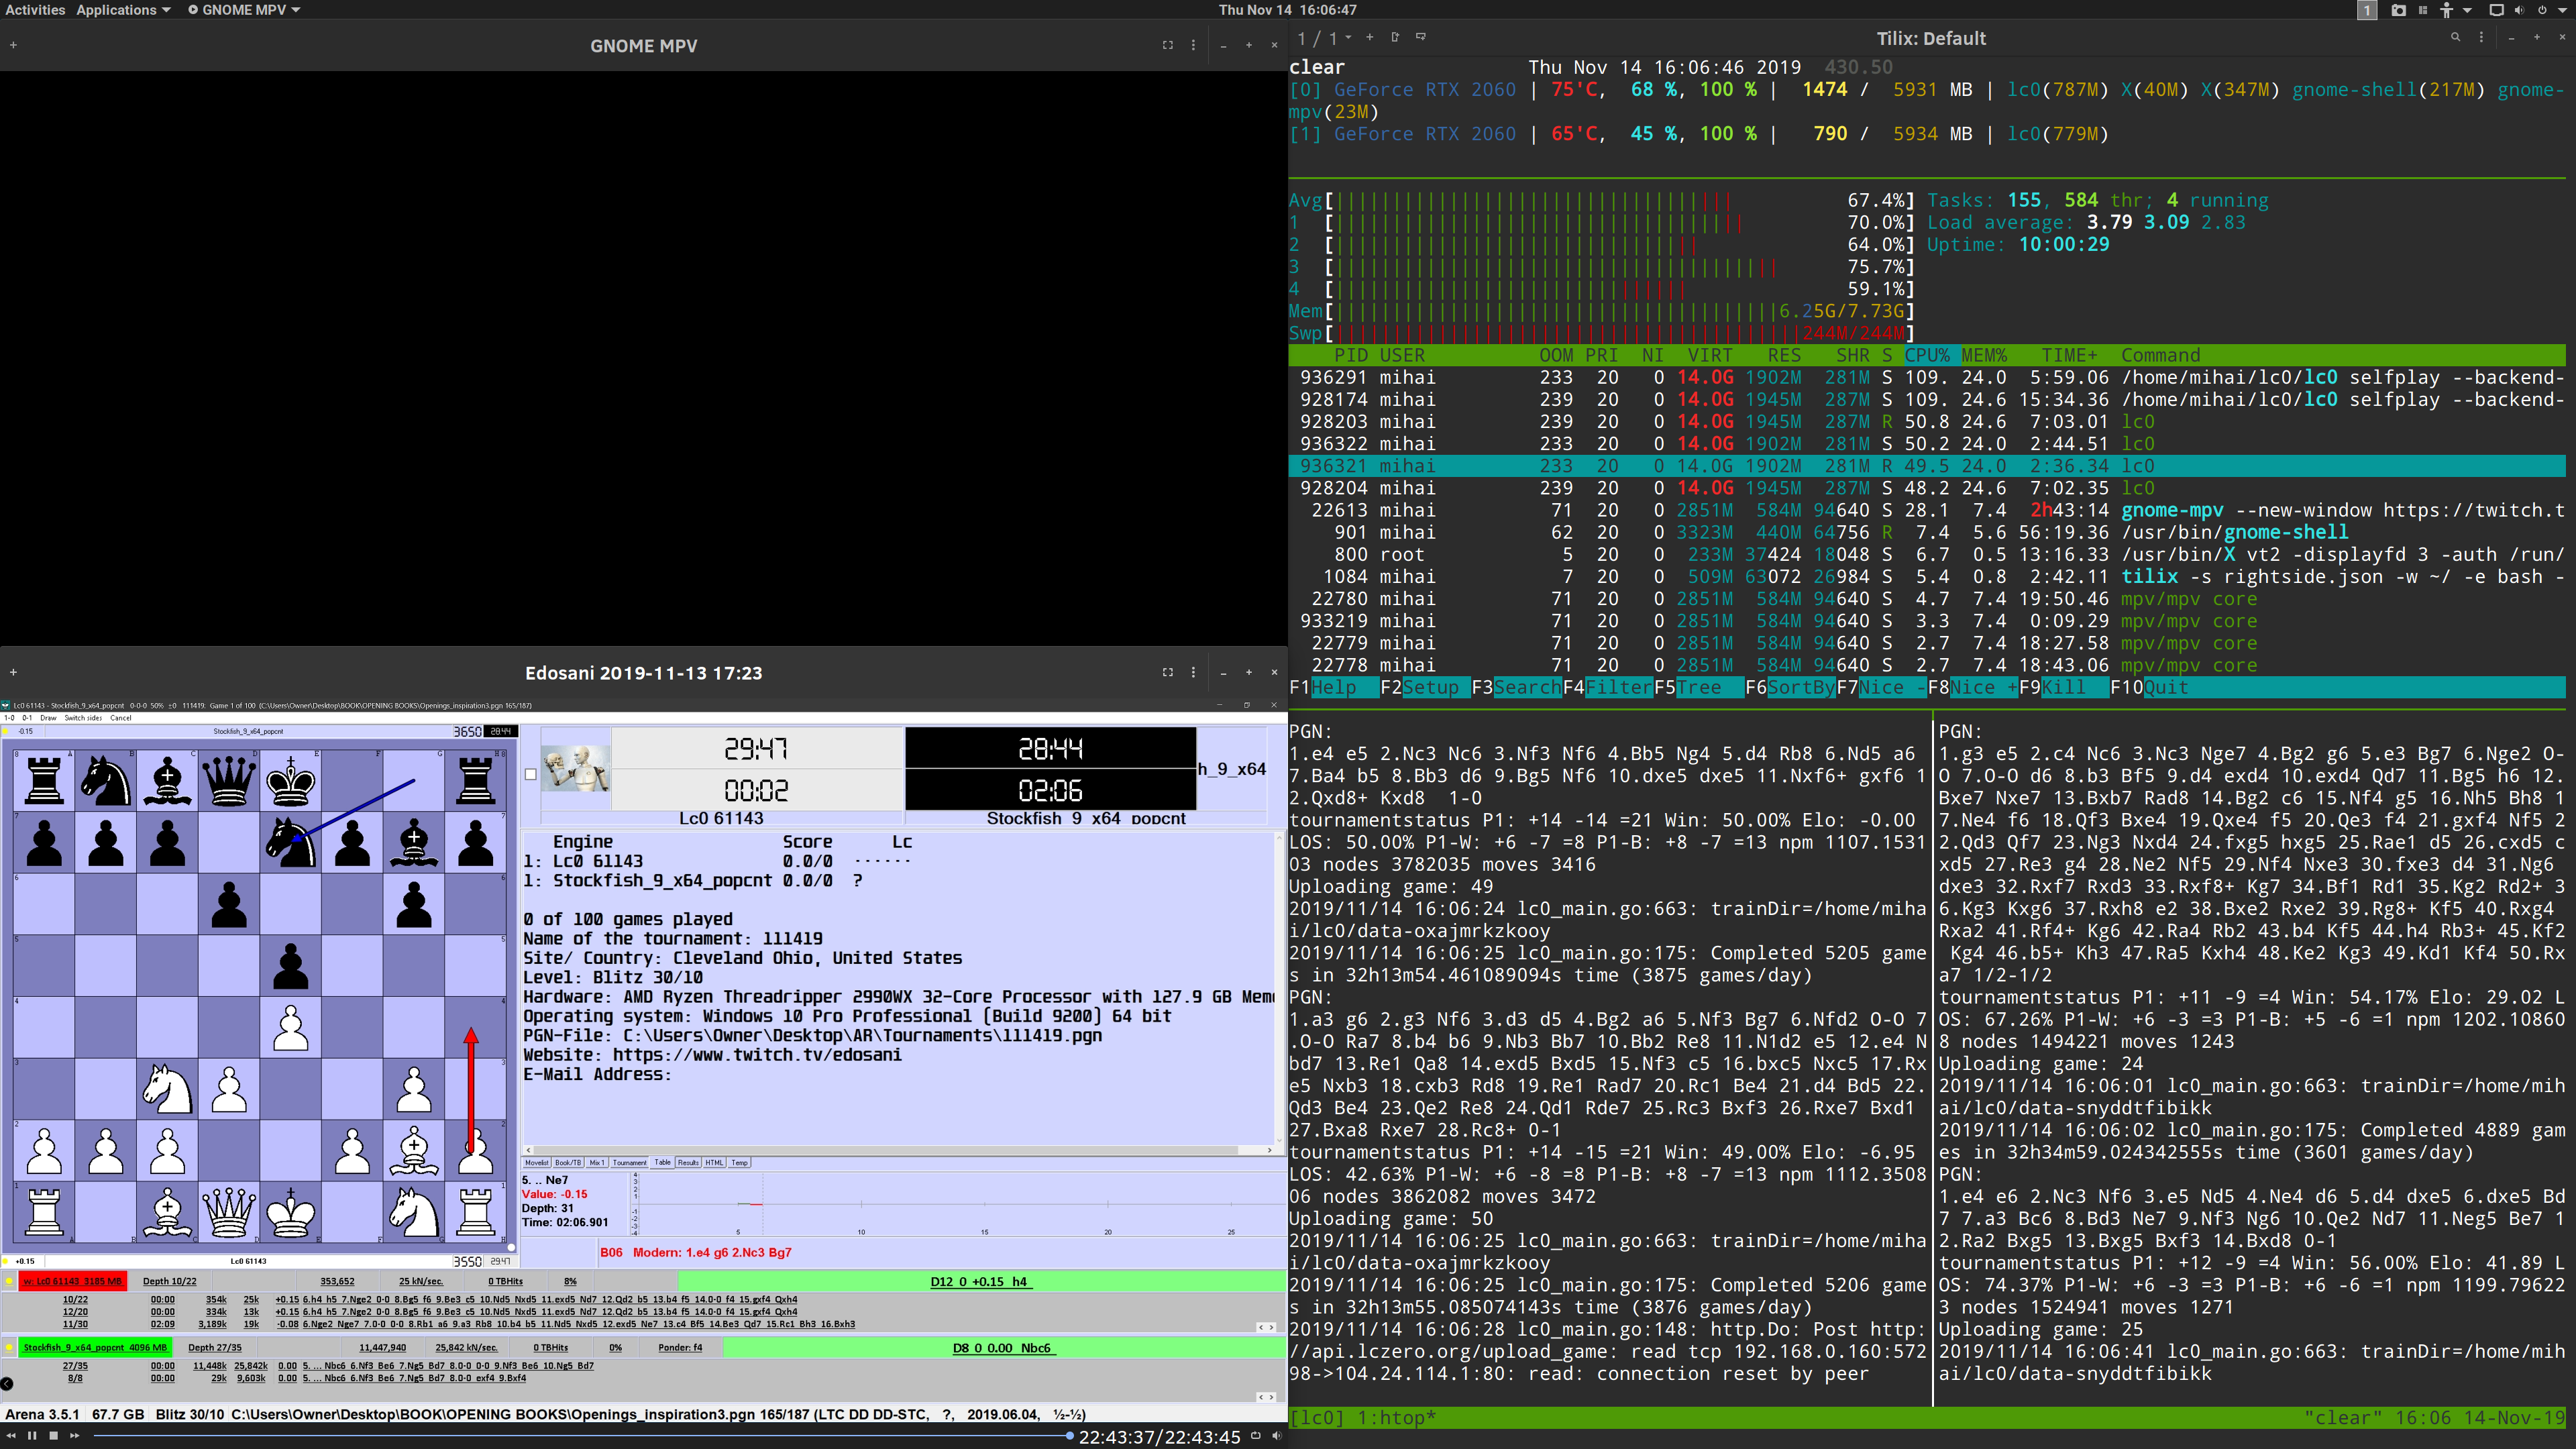 Activities Applications GNOME MPV Thu Nov 14 16:06:47 1
GNOME MPV
Edosani 2019-11-13 17:23
Lc0 61143 - Stockfish_9_x64_popcnt 0-0-0 50% ±0 111419: Game 1 of 100 (C:\Users\Owner\Desktop\BOOK\OPENING BOOKS\Openings_inspiration3.pgn 165/187)
1-0 0-1 Draw Switch sides Cancel
-0.15 Stockfish_9_x64_popcnt 3650 28:44
29:47 28:44
h_9_x64
00:02 02:06
Lc0 61143 Stockfish_9_x64_popcnt
Engine Score Lc
1: Lc0 61143 0.0/0 ······
1: Stockfish_9_x64_popcnt 0.0/0 ?
0 of 100 games played
Name of the tournament: 111419
Site/ Country: Cleveland Ohio, United States
Level: Blitz 30/10
Hardware: AMD Ryzen Threadripper 2990WX 32-Core Processor with 127.9 GB Mem
Operating system: Windows 10 Pro Professional (Build 9200) 64 bit
PGN-File: C:\Users\Owner\Desktop\AR\Tournaments\111419.pgn
Website: https://www.twitch.tv/edosani
E-Mail Address:
Movelist Book/TB Mix 1 Tournament Table Results HTML Temp
5. .. Ne7
Value: -0.15
Depth: 31
Time: 02:06.901
5 10 15 20 25
B06 Modern: 1.e4 g6 2.Nc3 Bg7
+0.15 Lc0 61143 3550 29:47
w: Lc0 61143 3185 MB Depth 10/22 353,652 25 kN/sec. 0 TBHits 8% D12 0 +0.15 h4
10/22 00:00 354k 25k +0.15 6.h4 h5 7.Nge2 0-0 8.Bg5 f6 9.Be3 c5 10.Nd5 Nxd5 11.exd5 Nd7 12.Qd2 b5 13.b4 f5 14.0-0 f4 15.gxf4 Qxh4
12/20 00:00 334k 13k +0.15 6.h4 h5 7.Nge2 0-0 8.Bg5 f6 9.Be3 c5 10.Nd5 Nxd5 11.exd5 Nd7 12.Qd2 b5 13.b4 f5 14.0-0 f4 15.gxf4 Qxh4
11/30 02:09 3,189k 19k -0.08 6.Nge2 Nge7 7.0-0 0-0 8.Rb1 a6 9.a3 Rb8 10.b4 b5 11.Nd5 Nxd5 12.exd5 Ne7 13.c4 Bf5 14.Be3 Qd7 15.Rc1 Bh3 16.Bxh3
Stockfish_9_x64_popcnt 4096 MB Depth 27/35 11,447,940 25,842 kN/sec. 0 TBHits 0% Ponder: f4 D8 0 0.00 Nbc6
27/35 00:00 11,448k 25,842k 0.00 5. ... Nbc6 6.Nf3 Be6 7.Ng5 Bd7 8.0-0 0-0 9.Nf3 Be6 10.Ng5 Bd7
8/8 00:00 29k 9,603k 0.00 5. ... Nbc6 6.Nf3 Be6 7.Ng5 Bd7 8.0-0 exf4 9.Bxf4
Arena 3.5.1 67.7 GB Blitz 30/10 C:\Users\Owner\Desktop\BOOK\OPENING BOOKS\Openings_inspiration3.pgn 165/187 (LTC DD DD-STC, ?, 2019.06.04, ½-½)
22:43:37/22:43:45
1 / 1 Tilix: Default
clear Thu Nov 14 16:06:46 2019 430.50
[0] GeForce RTX 2060 | 75'C, 68 %, 100 % | 1474 / 5931 MB | lc0(787M) X(40M) X(347M) gnome-shell(217M) gnome-
mpv(23M)
[1] GeForce RTX 2060 | 65'C, 45 %, 100 % | 790 / 5934 MB | lc0(779M)
Avg[ 67.4%] Tasks: 155, 584 thr; 4 running
1 [ 70.0%] Load average: 3.79 3.09 2.83
2 [ 64.0%] Uptime: 10:00:29
3 [ 75.7%]
4 [ 59.1%]
Mem[ 6.25G/7.73G]
Swp[ 244M/244M]
PID USER OOM PRI NI VIRT RES SHR S CPU% MEM% TIME+ Command
936291 mihai 233 20 0 14.0G 1902M 281M S 109. 24.0 5:59.06 /home/mihai/lc0/lc0 selfplay --backend-
928174 mihai 239 20 0 14.0G 1945M 287M S 109. 24.6 15:34.36 /home/mihai/lc0/lc0 selfplay --backend-
928203 mihai 239 20 0 14.0G 1945M 287M R 50.8 24.6 7:03.01 lc0
936322 mihai 233 20 0 14.0G 1902M 281M S 50.2 24.0 2:44.51 lc0
936321 mihai 233 20 0 14.0G 1902M 281M R 49.5 24.0 2:36.34 lc0
928204 mihai 239 20 0 14.0G 1945M 287M S 48.2 24.6 7:02.35 lc0
22613 mihai 71 20 0 2851M 584M 94640 S 28.1 7.4 2h43:14 gnome-mpv --new-window https://twitch.t
901 mihai 62 20 0 3323M 440M 64756 R 7.4 5.6 56:19.36 /usr/bin/gnome-shell
800 root 5 20 0 233M 37424 18048 S 6.7 0.5 13:16.33 /usr/bin/X vt2 -displayfd 3 -auth /run/
1084 mihai 7 20 0 509M 63072 26984 S 5.4 0.8 2:42.11 tilix -s rightside.json -w ~/ -e bash -
22780 mihai 71 20 0 2851M 584M 94640 S 4.7 7.4 19:50.46 mpv/mpv core
933219 mihai 71 20 0 2851M 584M 94640 S 3.3 7.4 0:09.29 mpv/mpv core
22779 mihai 71 20 0 2851M 584M 94640 S 2.7 7.4 18:27.58 mpv/mpv core
22778 mihai 71 20 0 2851M 584M 94640 S 2.7 7.4 18:43.06 mpv/mpv core
F1Help F2Setup F3SearchF4FilterF5Tree F6SortByF7Nice -F8Nice +F9Kill F10Quit
PGN:
1.e4 e5 2.Nc3 Nc6 3.Nf3 Nf6 4.Bb5 Ng4 5.d4 Rb8 6.Nd5 a6
7.Ba4 b5 8.Bb3 d6 9.Bg5 Nf6 10.dxe5 dxe5 11.Nxf6+ gxf6 1
2.Qxd8+ Kxd8 1-0
tournamentstatus P1: +14 -14 =21 Win: 50.00% Elo: -0.00
LOS: 50.00% P1-W: +6 -7 =8 P1-B: +8 -7 =13 npm 1107.1531
03 nodes 3782035 moves 3416
Uploading game: 49
2019/11/14 16:06:24 lc0_main.go:663: trainDir=/home/miha
i/lc0/data-oxajmrkzkooy
2019/11/14 16:06:25 lc0_main.go:175: Completed 5205 game
s in 32h13m54.461089094s time (3875 games/day)
PGN:
1.a3 g6 2.g3 Nf6 3.d3 d5 4.Bg2 a6 5.Nf3 Bg7 6.Nfd2 O-O 7
.O-O Ra7 8.b4 b6 9.Nb3 Bb7 10.Bb2 Re8 11.N1d2 e5 12.e4 N
bd7 13.Re1 Qa8 14.exd5 Bxd5 15.Nf3 c5 16.bxc5 Nxc5 17.Rx
e5 Nxb3 18.cxb3 Rd8 19.Re1 Rad7 20.Rc1 Be4 21.d4 Bd5 22.
Qd3 Be4 23.Qe2 Re8 24.Qd1 Rde7 25.Rc3 Bxf3 26.Rxe7 Bxd1
27.Bxa8 Rxe7 28.Rc8+ 0-1
tournamentstatus P1: +14 -15 =21 Win: 49.00% Elo: -6.95
LOS: 42.63% P1-W: +6 -8 =8 P1-B: +8 -7 =13 npm 1112.3508
06 nodes 3862082 moves 3472
Uploading game: 50
2019/11/14 16:06:25 lc0_main.go:663: trainDir=/home/miha
i/lc0/data-oxajmrkzkooy
2019/11/14 16:06:25 lc0_main.go:175: Completed 5206 game
s in 32h13m55.085074143s time (3876 games/day)
2019/11/14 16:06:28 lc0_main.go:148: http.Do: Post http:
//api.lczero.org/upload_game: read tcp 192.168.0.160:572
98->104.24.114.1:80: read: connection reset by peer
PGN:
1.g3 e5 2.c4 Nc6 3.Nc3 Nge7 4.Bg2 g6 5.e3 Bg7 6.Nge2 O-
O 7.O-O d6 8.b3 Bf5 9.d4 exd4 10.exd4 Qd7 11.Bg5 h6 12.
Bxe7 Nxe7 13.Bxb7 Rad8 14.Bg2 c6 15.Nf4 g5 16.Nh5 Bh8 1
7.Ne4 f6 18.Qf3 Bxe4 19.Qxe4 f5 20.Qe3 f4 21.gxf4 Nf5 2
2.Qd3 Qf7 23.Ng3 Nxd4 24.fxg5 hxg5 25.Rae1 d5 26.cxd5 c
xd5 27.Re3 g4 28.Ne2 Nf5 29.Nf4 Nxe3 30.fxe3 d4 31.Ng6
dxe3 32.Rxf7 Rxd3 33.Rxf8+ Kg7 34.Bf1 Rd1 35.Kg2 Rd2+ 3
6.Kg3 Kxg6 37.Rxh8 e2 38.Bxe2 Rxe2 39.Rg8+ Kf5 40.Rxg4
Rxa2 41.Rf4+ Kg6 42.Ra4 Rb2 43.b4 Kf5 44.h4 Rb3+ 45.Kf2
Kg4 46.b5+ Kh3 47.Ra5 Kxh4 48.Ke2 Kg3 49.Kd1 Kf4 50.Rx
a7 1/2-1/2
tournamentstatus P1: +11 -9 =4 Win: 54.17% Elo: 29.02 L
OS: 67.26% P1-W: +6 -3 =3 P1-B: +5 -6 =1 npm 1202.10860
8 nodes 1494221 moves 1243
Uploading game: 24
2019/11/14 16:06:01 lc0_main.go:663: trainDir=/home/mih
ai/lc0/data-snyddtfibikk
2019/11/14 16:06:02 lc0_main.go:175: Completed 4889 gam
es in 32h34m59.024342555s time (3601 games/day)
PGN:
1.e4 e6 2.Nc3 Nf6 3.e5 Nd5 4.Ne4 d6 5.d4 dxe5 6.dxe5 Bd
7 7.a3 Bc6 8.Bd3 Ne7 9.Nf3 Ng6 10.Qe2 Nd7 11.Neg5 Be7 1
2.Ra2 Bxg5 13.Bxg5 Bxf3 14.Bxd8 0-1
tournamentstatus P1: +12 -9 =4 Win: 56.00% Elo: 41.89 L
OS: 74.37% P1-W: +6 -3 =3 P1-B: +6 -6 =1 npm 1199.79622
3 nodes 1524941 moves 1271
Uploading game: 25
2019/11/14 16:06:41 lc0_main.go:663: trainDir=/home/mih
ai/lc0/data-snyddtfibikk
[lc0] 1:htop* "clear" 16:06 14-Nov-19